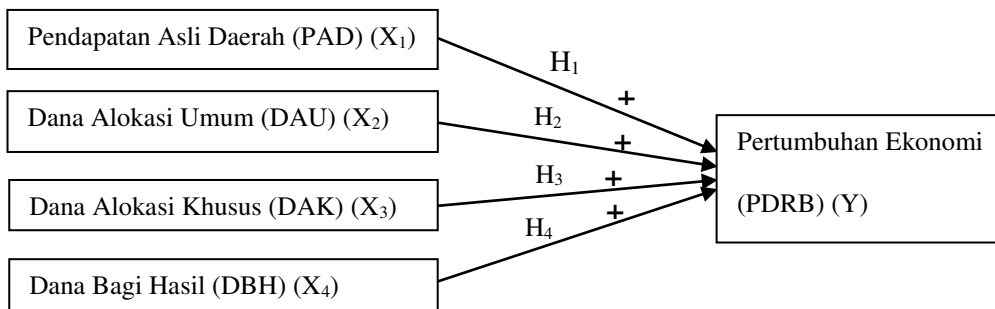 Pendapatan Asli Daerah (PAD) (X₁)
H₁
+
Dana Alokasi Umum (DAU) (X₂)
H₂
+
Pertumbuhan Ekonomi
(PDRB) (Y)
Dana Alokasi Khusus (DAK) (X₃)
H₃
+
Dana Bagi Hasil (DBH) (X₄)
H₄
+